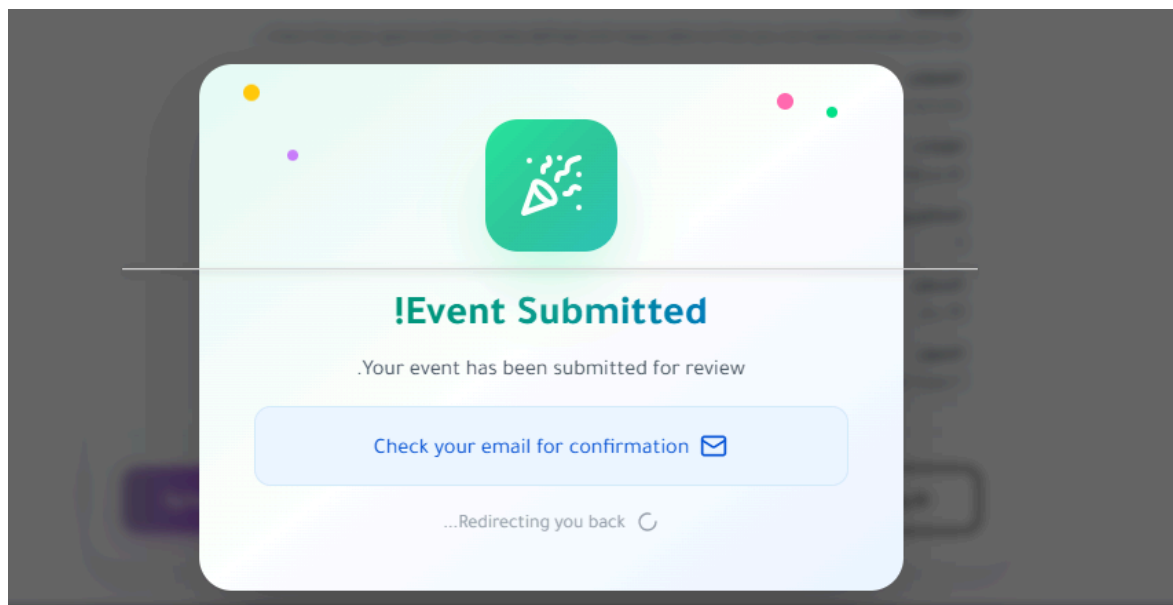 !Event Submitted
.Your event has been submitted for review
Check your email for confirmation
...Redirecting you back